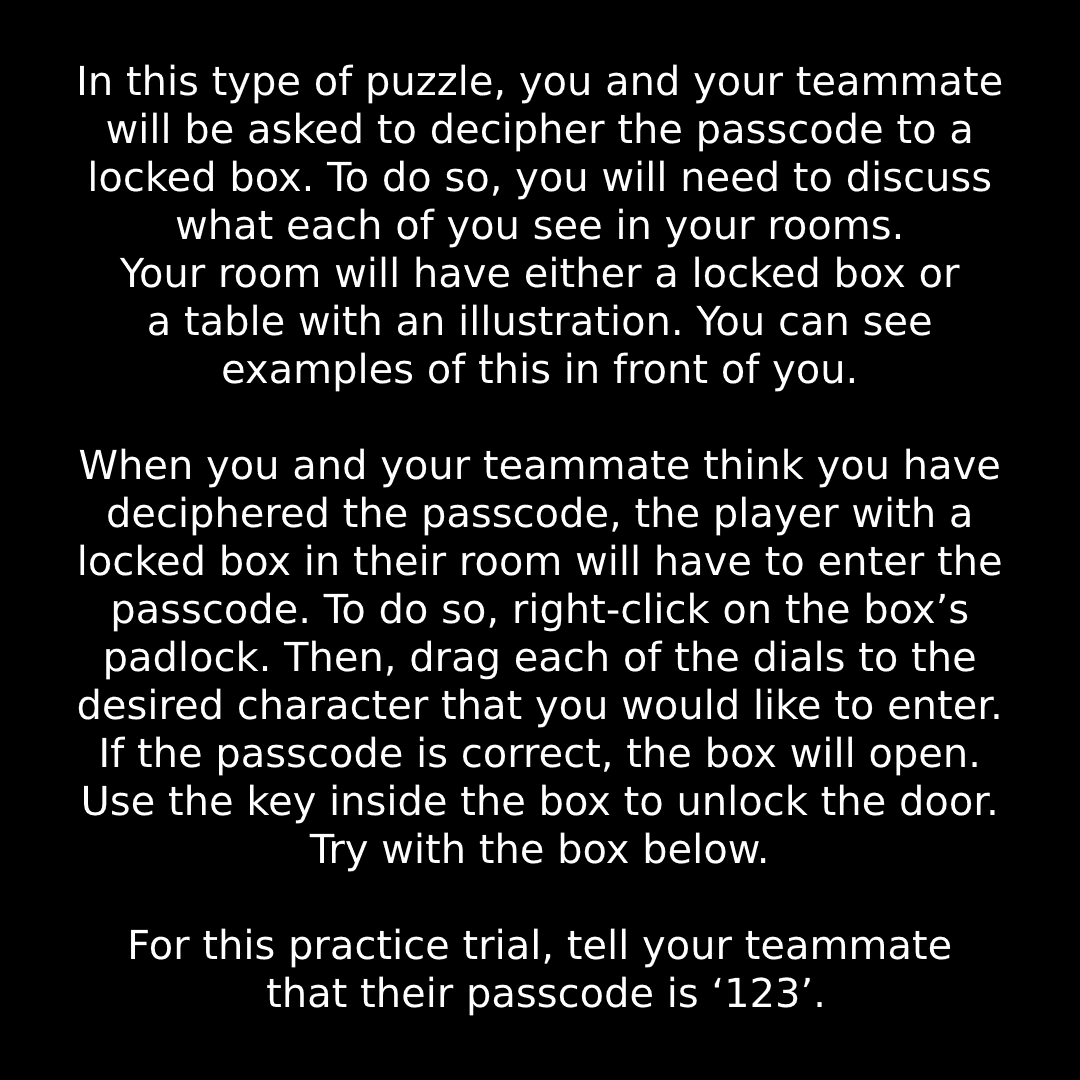 In this type of puzzle, you and your teammate
will be asked to decipher the passcode to a
locked box. To do so, you will need to discuss
what each of you see in your rooms.
Your room will have either a locked box or
a table with an illustration. You can see
examples of this in front of you.
When you and your teammate think you have
deciphered the passcode, the player with a
locked box in their room will have to enter the
passcode. To do so, right-click on the box’s
padlock. Then, drag each of the dials to the
desired character that you would like to enter.
If the passcode is correct, the box will open.
Use the key inside the box to unlock the door.
Try with the box below.
For this practice trial, tell your teammate
that their passcode is ‘123’.